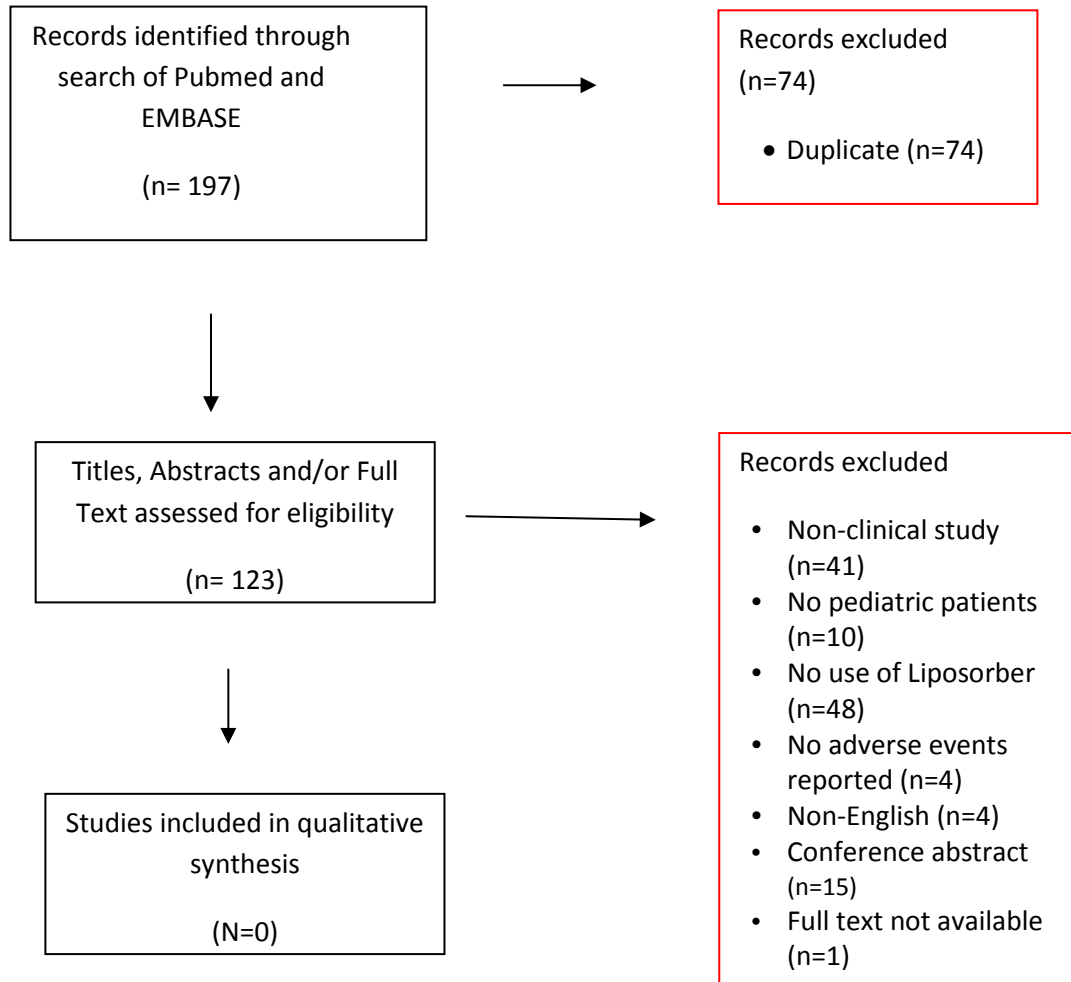 Records identified through
search of Pubmed and
EMBASE
(n= 197)
Records excluded
(n=74)
• Duplicate (n=74)
Titles, Abstracts and/or Full
Text assessed for eligibility
(n= 123)
Records excluded
• Non-clinical study
(n=41)
• No pediatric patients
(n=10)
• No use of Liposorber
(n=48)
• No adverse events
reported (n=4)
• Non-English (n=4)
• Conference abstract
(n=15)
• Full text not available
(n=1)
Studies included in qualitative
synthesis
(N=0)